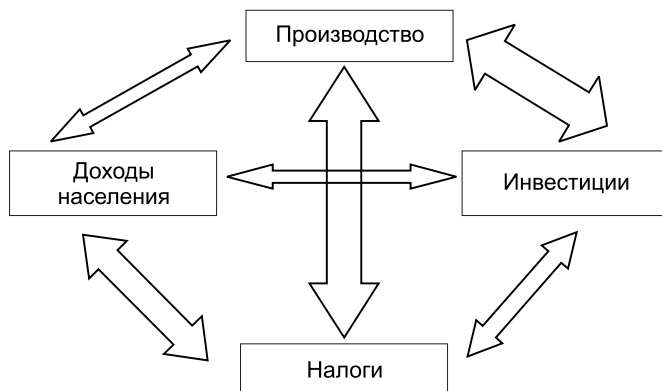 Производство
Доходы
населения
Инвестиции
Налоги